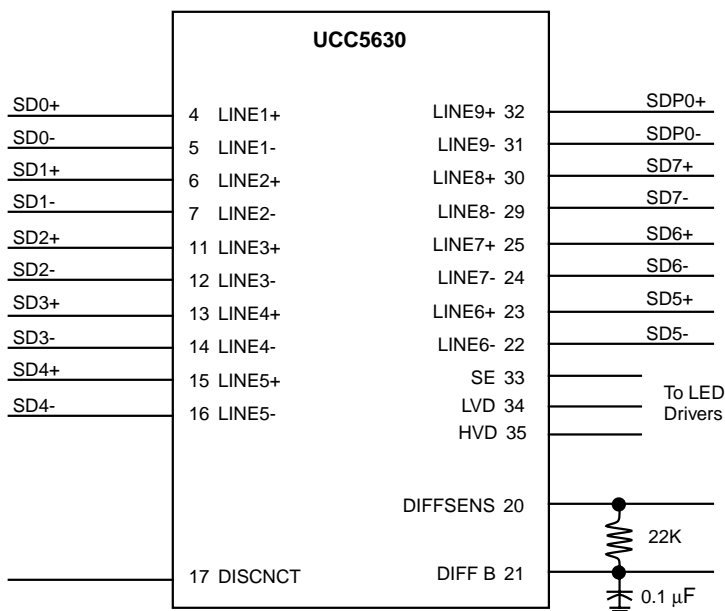 UCC5630
SD0+
4 LINE1+
LINE9+ 32
SDP0+
SD0-
5 LINE1-
LINE9- 31
SDP0-
SD1+
6 LINE2+
LINE8+ 30
SD7+
SD1-
7 LINE2-
LINE8- 29
SD7-
SD2+
11 LINE3+
LINE7+ 25
SD6+
SD2-
12 LINE3-
LINE7- 24
SD6-
SD3+
13 LINE4+
LINE6+ 23
SD5+
SD3-
14 LINE4-
LINE6- 22
SD5-
SD4+
15 LINE5+
SE 33
SD4-
16 LINE5-
LVD 34
HVD 35
To LED
Drivers
DIFFSENS 20
22K
17 DISCNCT
DIFF B 21
0.1 μF